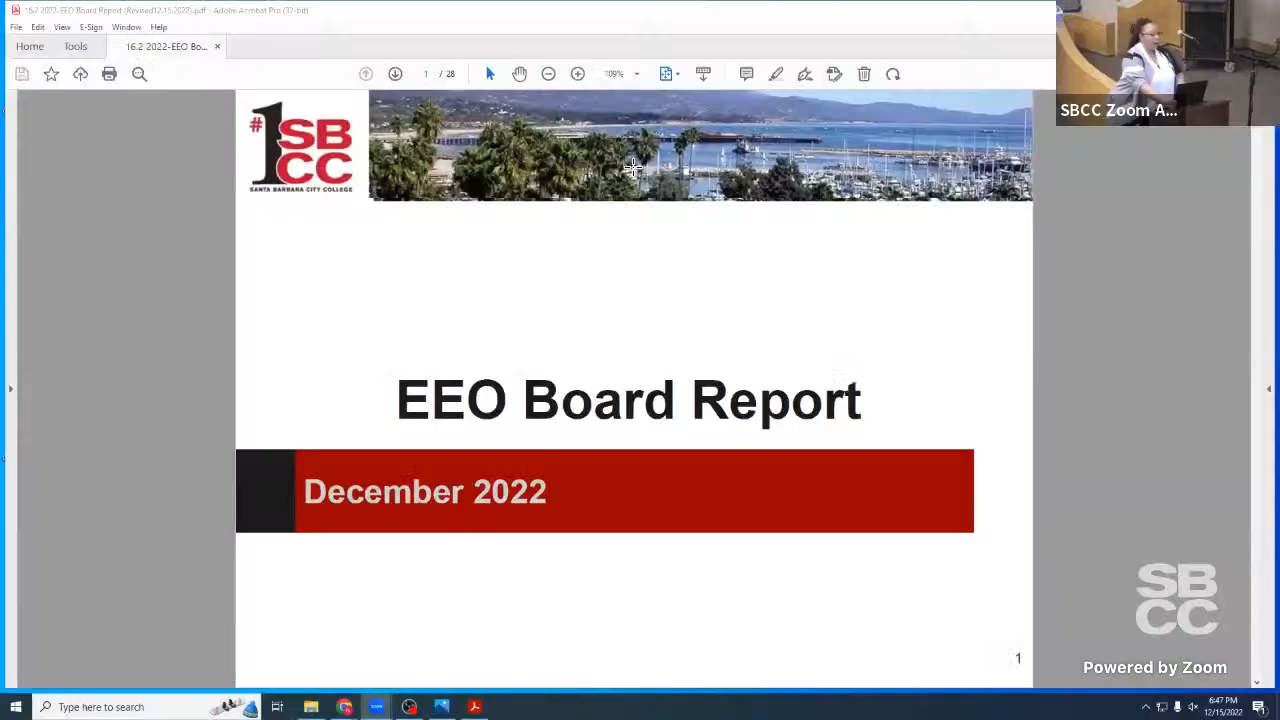 16.2 2022-EEO Board Report (Revised12.15.2022).pdf - Adobe Acrobat Pro (32-bit)
File Edit View E-Sign Window Help
Home Tools 16.2 2022-EEO Bo... ×
1 / 28 109%
SBCC Zoom A...
#1 SB
CC
SANTA BARBARA CITY COLLEGE
EEO Board Report
December 2022
1
SB
CC
Powered by Zoom
Type here to search
6:47 PM
12/15/2022